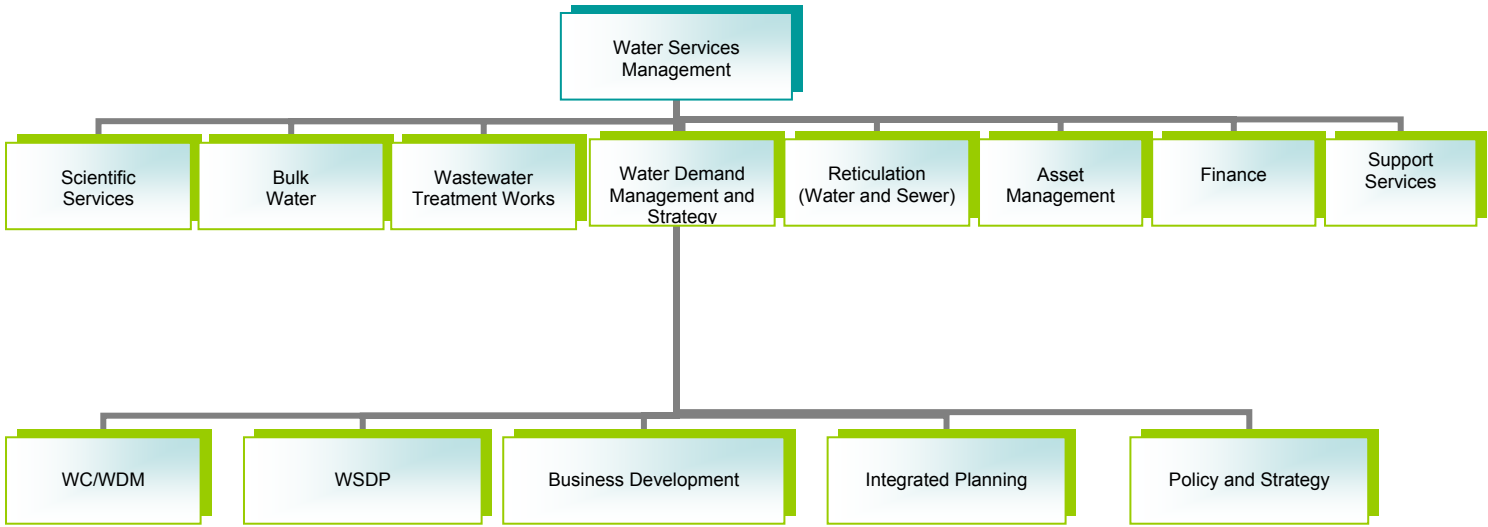 Water Services
Management
Scientific
Services
Bulk
Water
Wastewater
Treatment Works
Water Demand
Management and
Strategy
Reticulation
(Water and Sewer)
Asset
Management
Finance
Support
Services
WC/WDM
WSDP
Business Development
Integrated Planning
Policy and Strategy